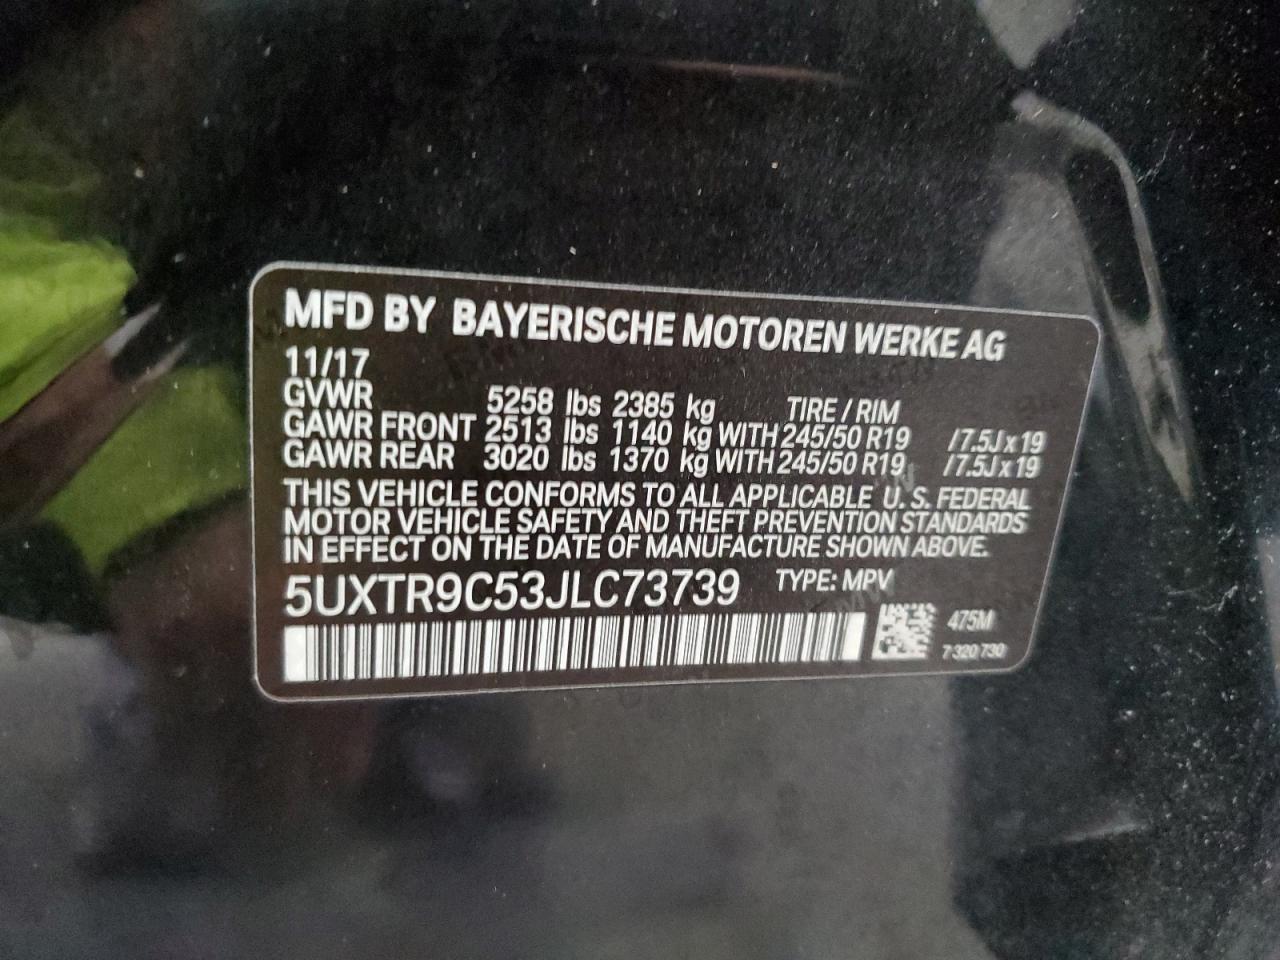 MFD BY BAYERISCHE MOTOREN WERKE AG
11/17
GVWR 5258 lbs 2385 kg TIRE / RIM
GAWR FRONT 2513 lbs 1140 kg WITH 245/50 R19 /7.5J x 19
GAWR REAR 3020 lbs 1370 kg WITH 245/50 R19 /7.5J x 19
THIS VEHICLE CONFORMS TO ALL APPLICABLE U.S. FEDERAL
MOTOR VEHICLE SAFETY AND THEFT PREVENTION STANDARDS
IN EFFECT ON THE DATE OF MANUFACTURE SHOWN ABOVE.
5UXTR9C53JLC73739 TYPE: MPV
475M
7 320 730